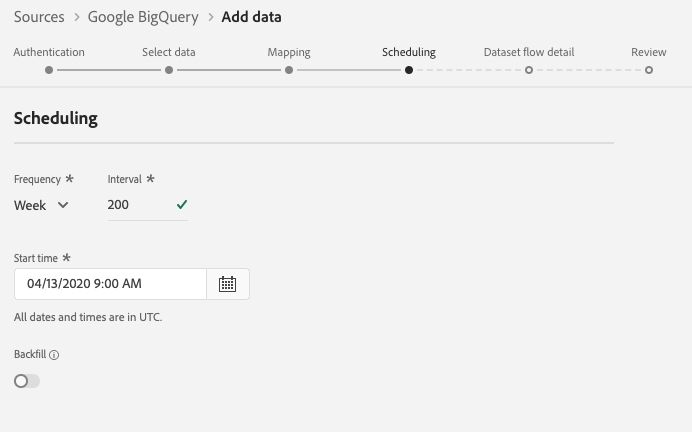 Sources > Google BigQuery > Add data
Authentication Select data Mapping Scheduling Dataset flow detail Review
Scheduling
Frequency * Interval *
Week 200
Start time *
04/13/2020 9:00 AM
All dates and times are in UTC.
Backfill